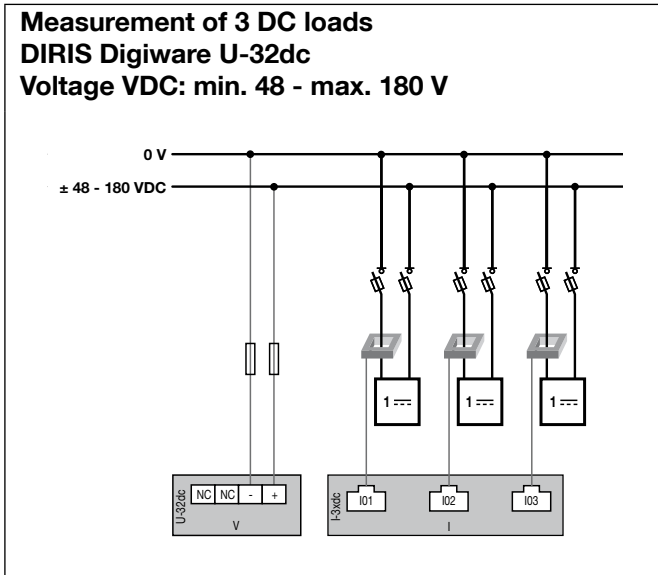 Measurement of 3 DC loads
DIRIS Digiware U-32dc
Voltage VDC: min. 48 - max. 180 V
0 V
± 48 - 180 VDC
1 1 1
U-32dc NC NC - + I-3xdc I01 I02 I03
V I